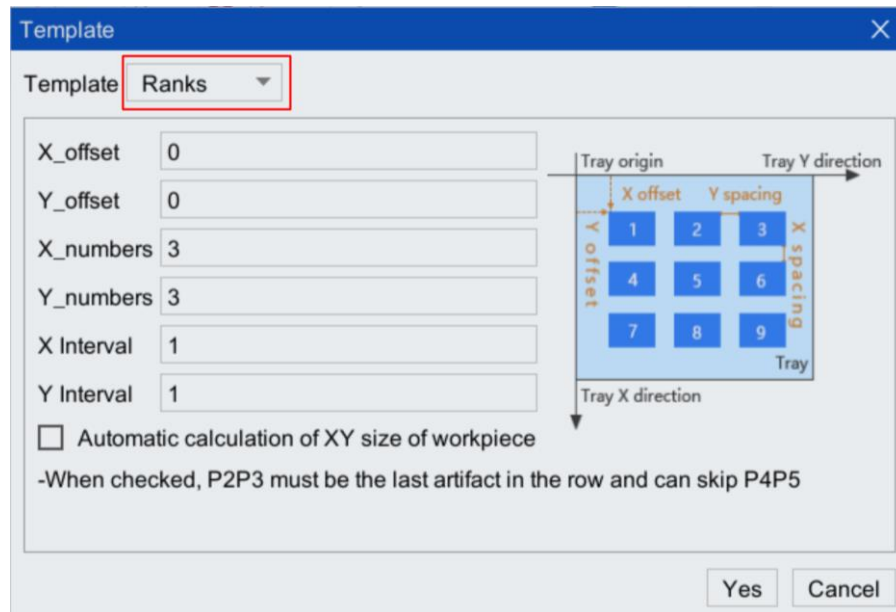 Template
Template Ranks
X_offset 0
Y_offset 0
X_numbers 3
Y_numbers 3
X Interval 1
Y Interval 1
Automatic calculation of XY size of workpiece
-When checked, P2P3 must be the last artifact in the row and can skip P4P5
Tray origin Tray Y direction
X offset Y spacing
Y offset
X spacing
1 2 3
4 5 6
7 8 9
Tray
Tray X direction
Yes Cancel